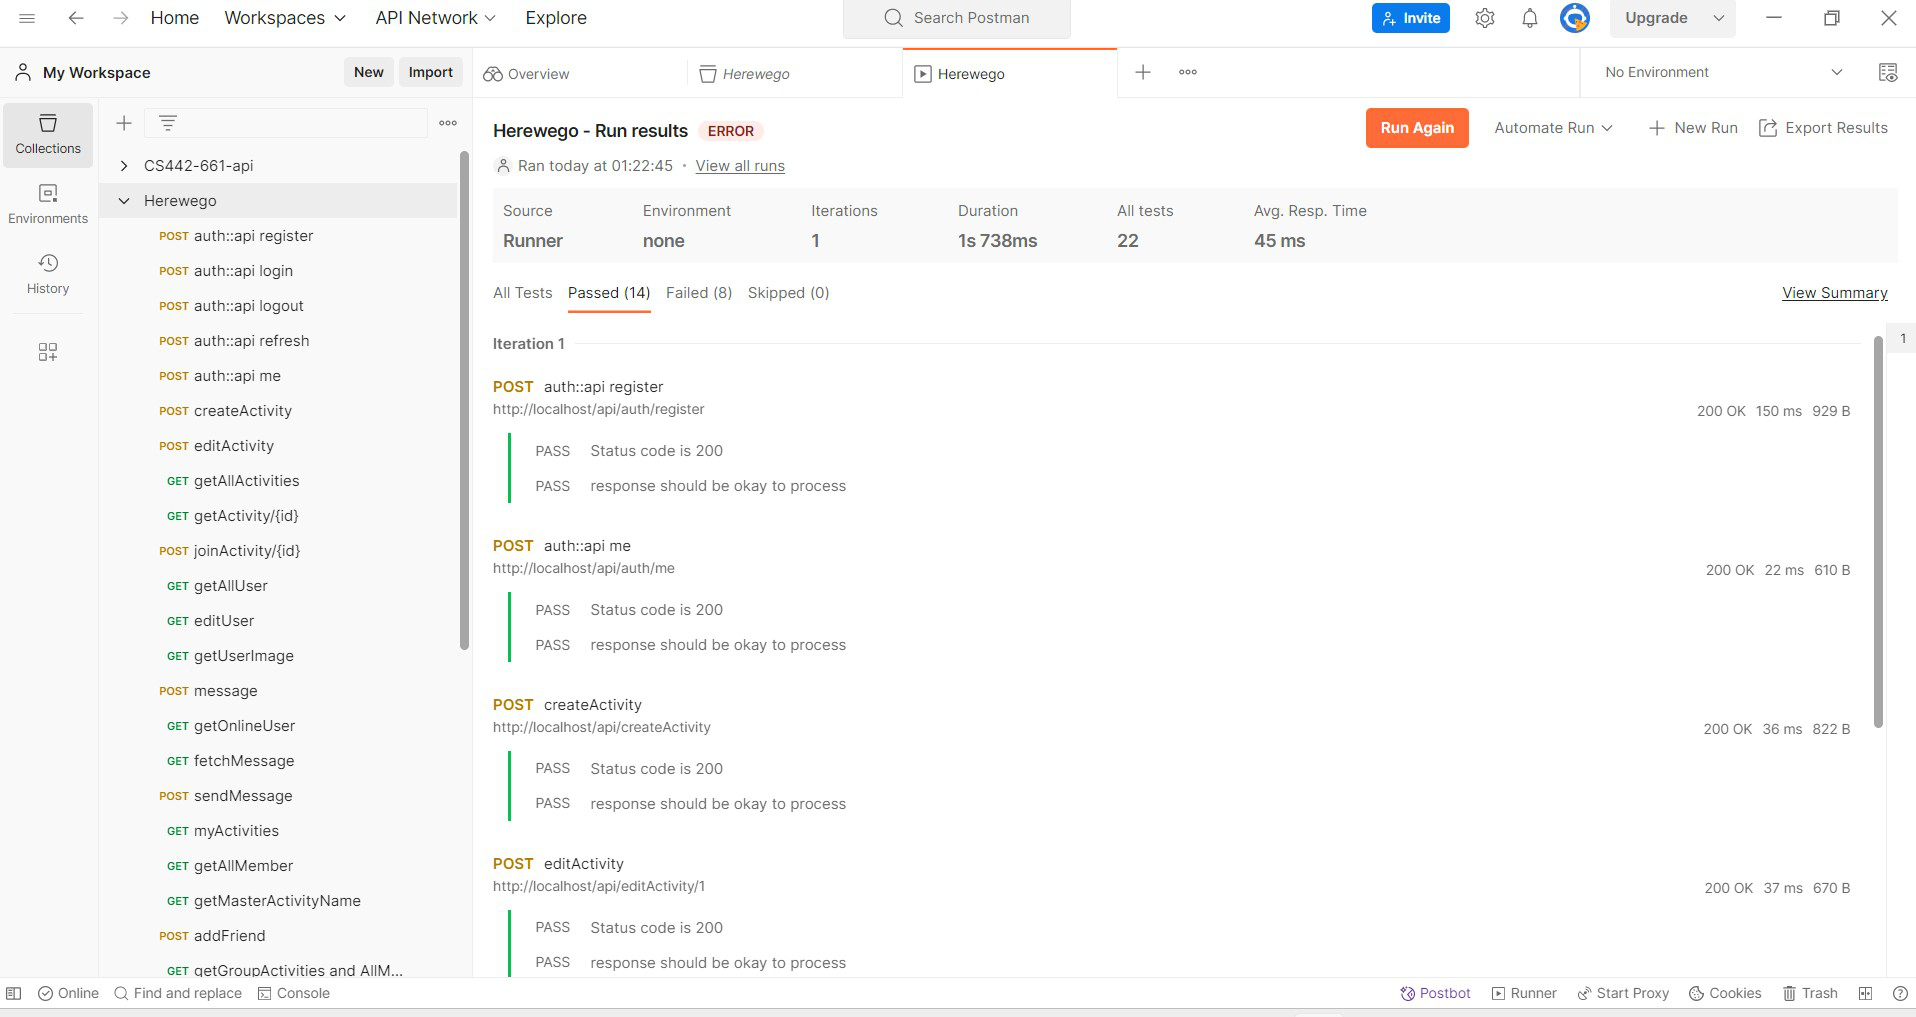 Home Workspaces API Network Explore Search Postman Invite Upgrade
My Workspace New Import Overview Herewego Herewego No Environment
Collections
Environments
History
CS442-661-api
Herewego
POST auth::api register
POST auth::api login
POST auth::api logout
POST auth::api refresh
POST auth::api me
POST createActivity
POST editActivity
GET getAllActivities
GET getActivity/{id}
POST joinActivity/{id}
GET getAllUser
GET editUser
GET getUserImage
POST message
GET getOnlineUser
GET fetchMessage
POST sendMessage
GET myActivities
GET getAllMember
GET getMasterActivityName
POST addFriend
GET getGroupActivities and AllM...
Herewego - Run results ERROR Run Again Automate Run New Run Export Results
Ran today at 01:22:45 · View all runs
Source Environment Iterations Duration All tests Avg. Resp. Time
Runner none 1 1s 738ms 22 45 ms
All Tests Passed (14) Failed (8) Skipped (0) View Summary
Iteration 1 1
POST auth::api register
http://localhost/api/auth/register 200 OK 150 ms 929 B
PASS Status code is 200
PASS response should be okay to process
POST auth::api me
http://localhost/api/auth/me 200 OK 22 ms 610 B
PASS Status code is 200
PASS response should be okay to process
POST createActivity
http://localhost/api/createActivity 200 OK 36 ms 822 B
PASS Status code is 200
PASS response should be okay to process
POST editActivity
http://localhost/api/editActivity/1 200 OK 37 ms 670 B
PASS Status code is 200
PASS response should be okay to process
Online Find and replace Console Postbot Runner Start Proxy Cookies Trash